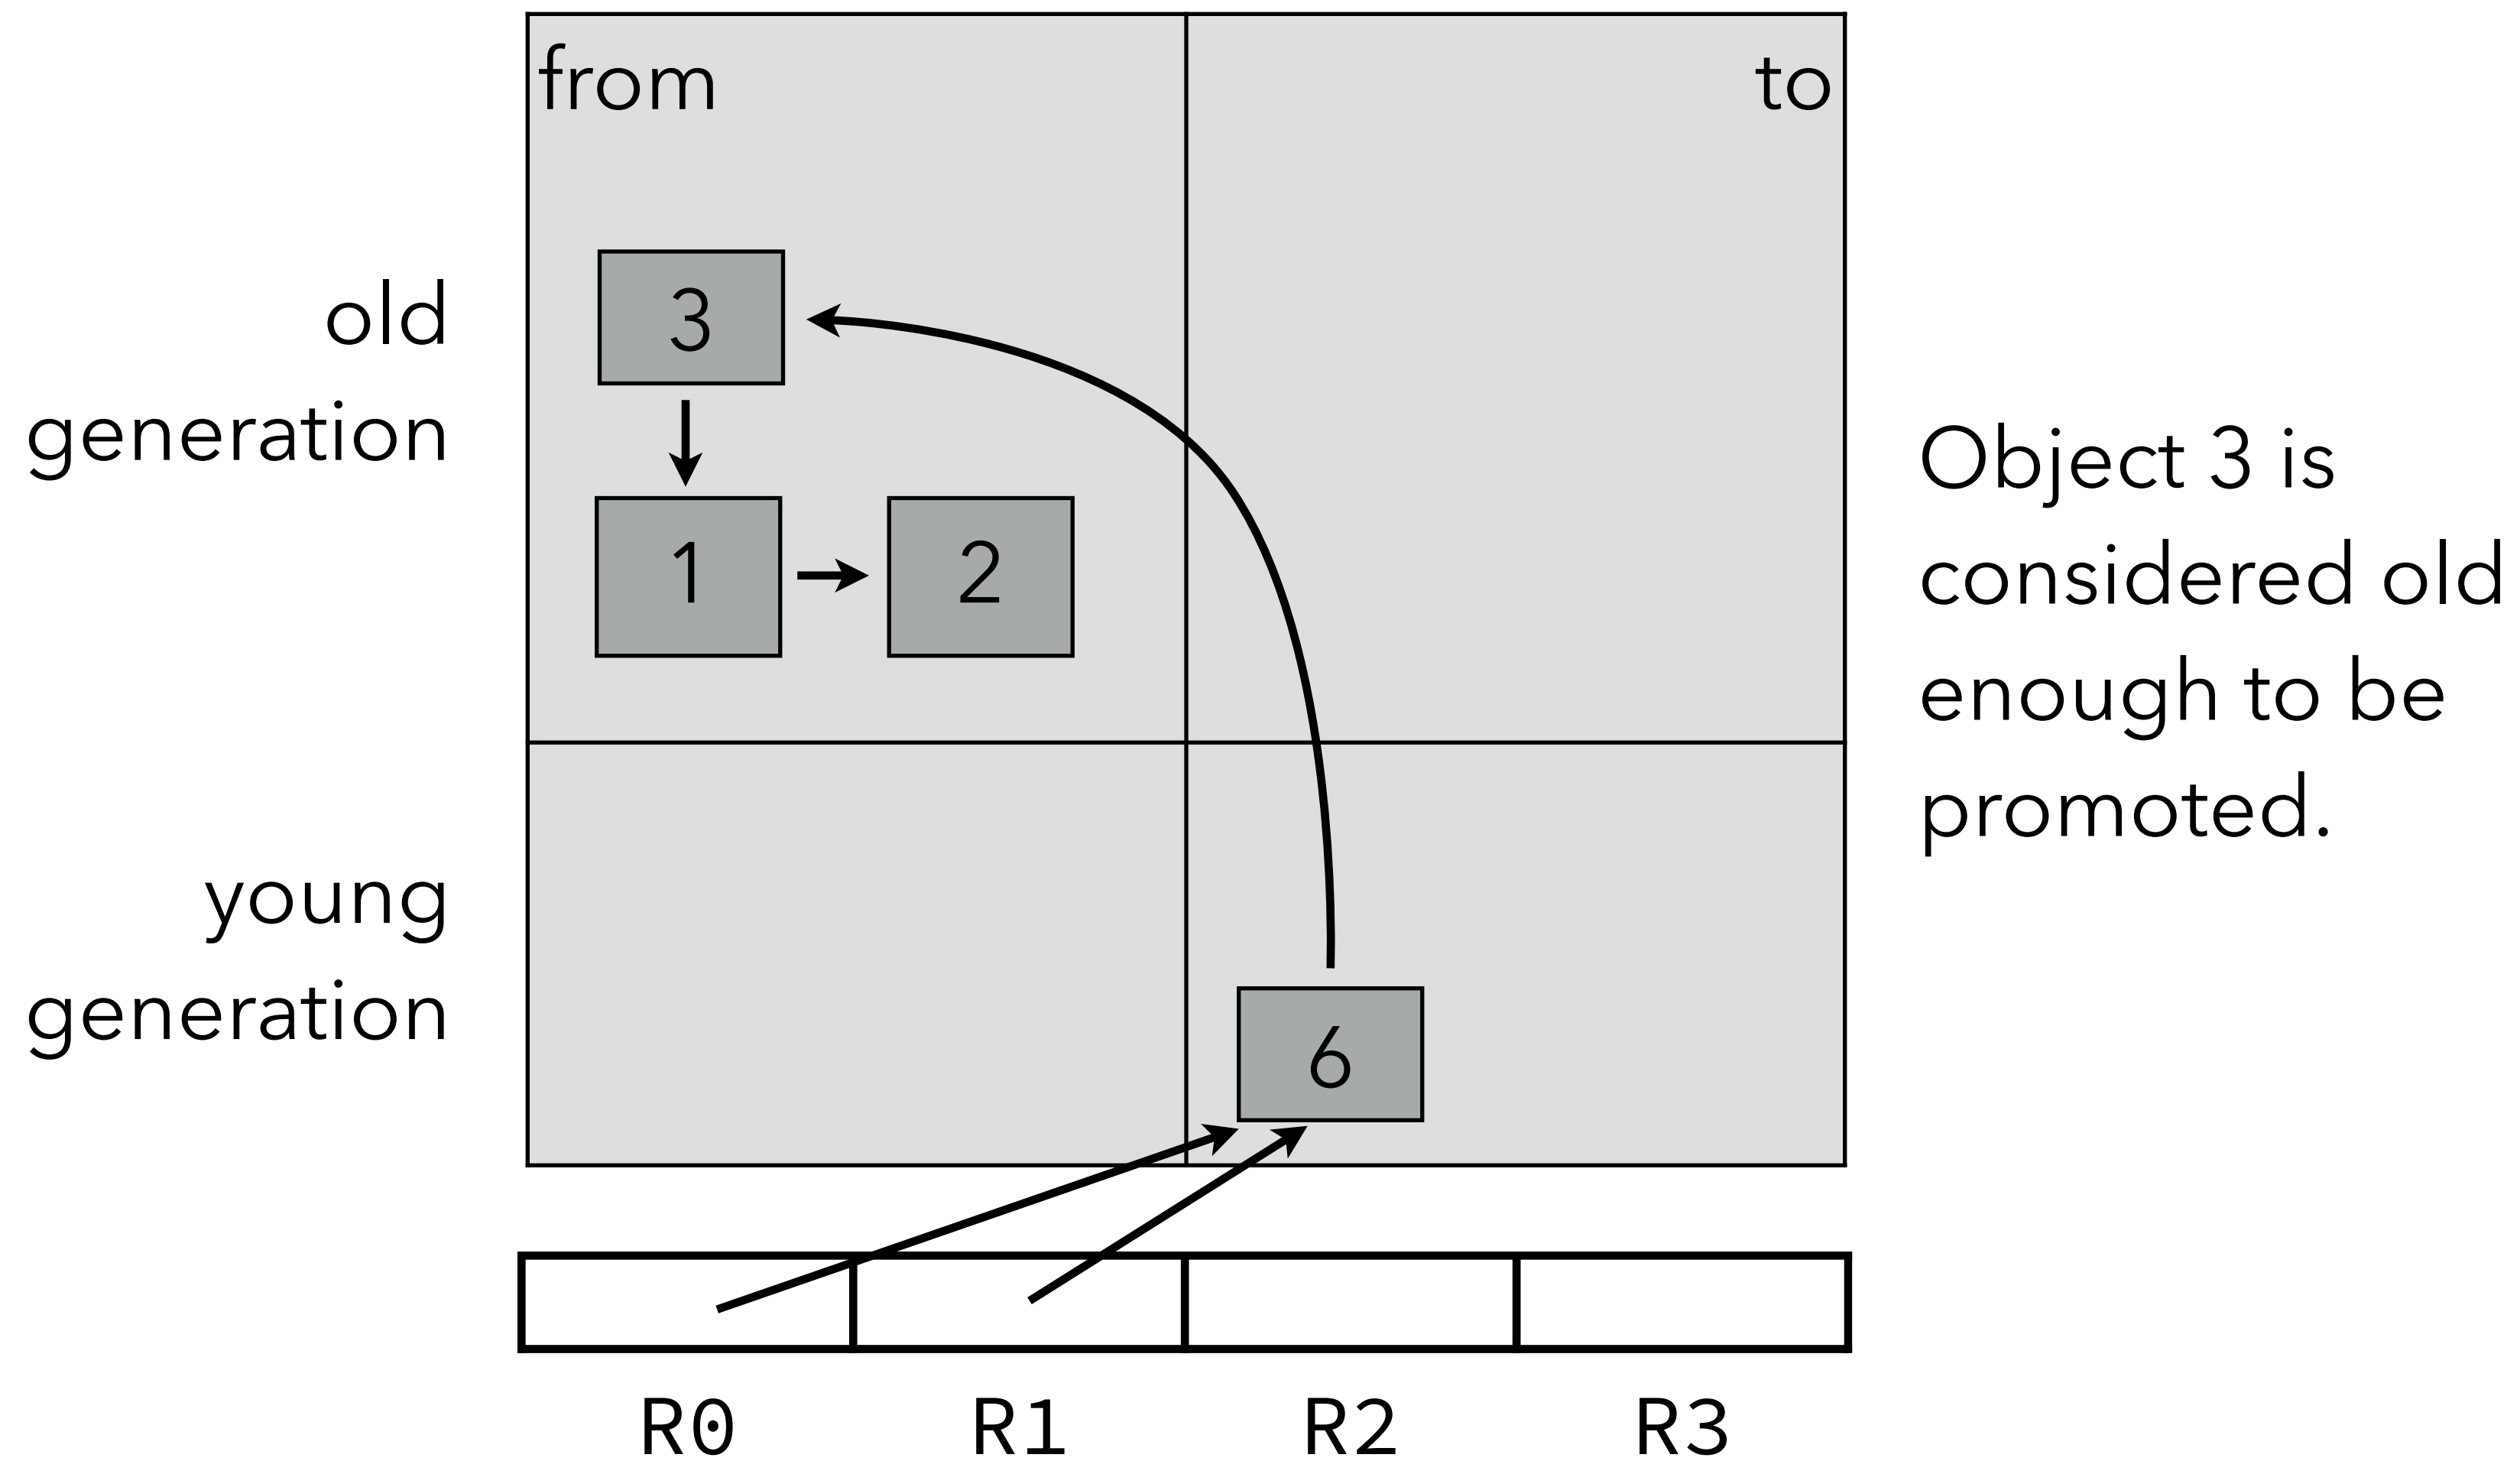 from
to
old
generation
3
1
2
Object 3 is
considered old
enough to be
promoted.
young
generation
6
R0
R1
R2
R3